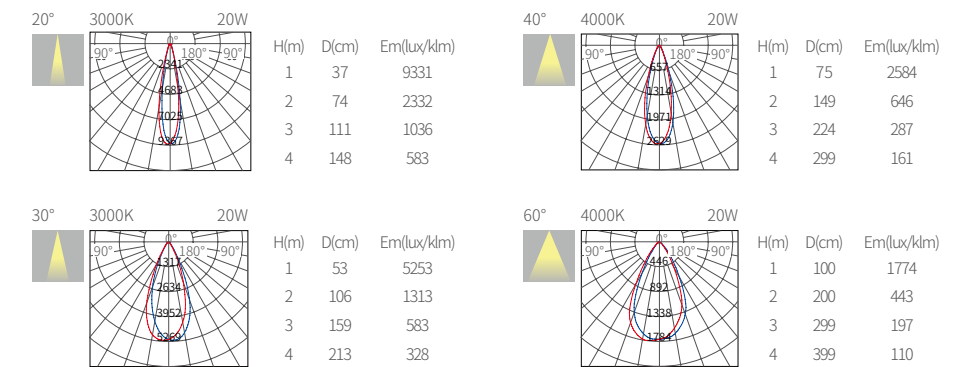 20° 3000K 20W
0°
90° 180° 90°
2341
4683
7025
9367
H(m) D(cm) Em(lux/klm)
1 37 9331
2 74 2332
3 111 1036
4 148 583
40° 4000K 20W
0°
90° 180° 90°
657
1314
1971
2629
H(m) D(cm) Em(lux/klm)
1 75 2584
2 149 646
3 224 287
4 299 161
30° 3000K 20W
0°
90° 180° 90°
1317
2634
3952
5269
H(m) D(cm) Em(lux/klm)
1 53 5253
2 106 1313
3 159 583
4 213 328
60° 4000K 20W
0°
90° 180° 90°
446
892
1338
1784
H(m) D(cm) Em(lux/klm)
1 100 1774
2 200 443
3 299 197
4 399 110